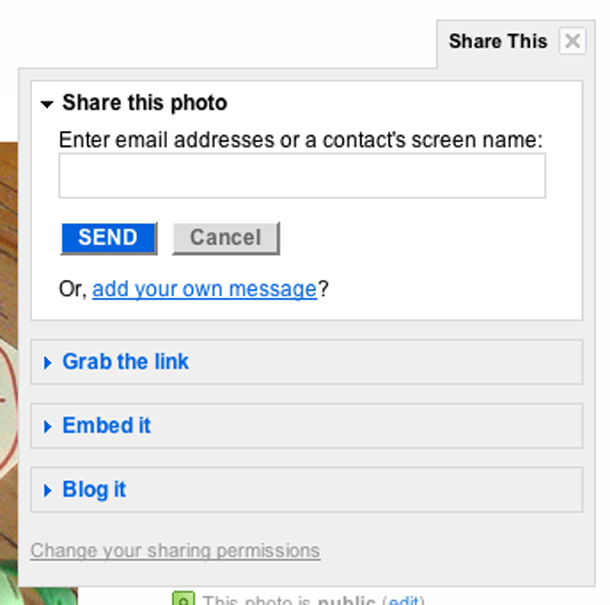 Share This
Share this photo
Enter email addresses or a contact's screen name:
SEND
Cancel
Or, add your own message?
Grab the link
Embed it
Blog it
Change your sharing permissions
This photo is public (edit)